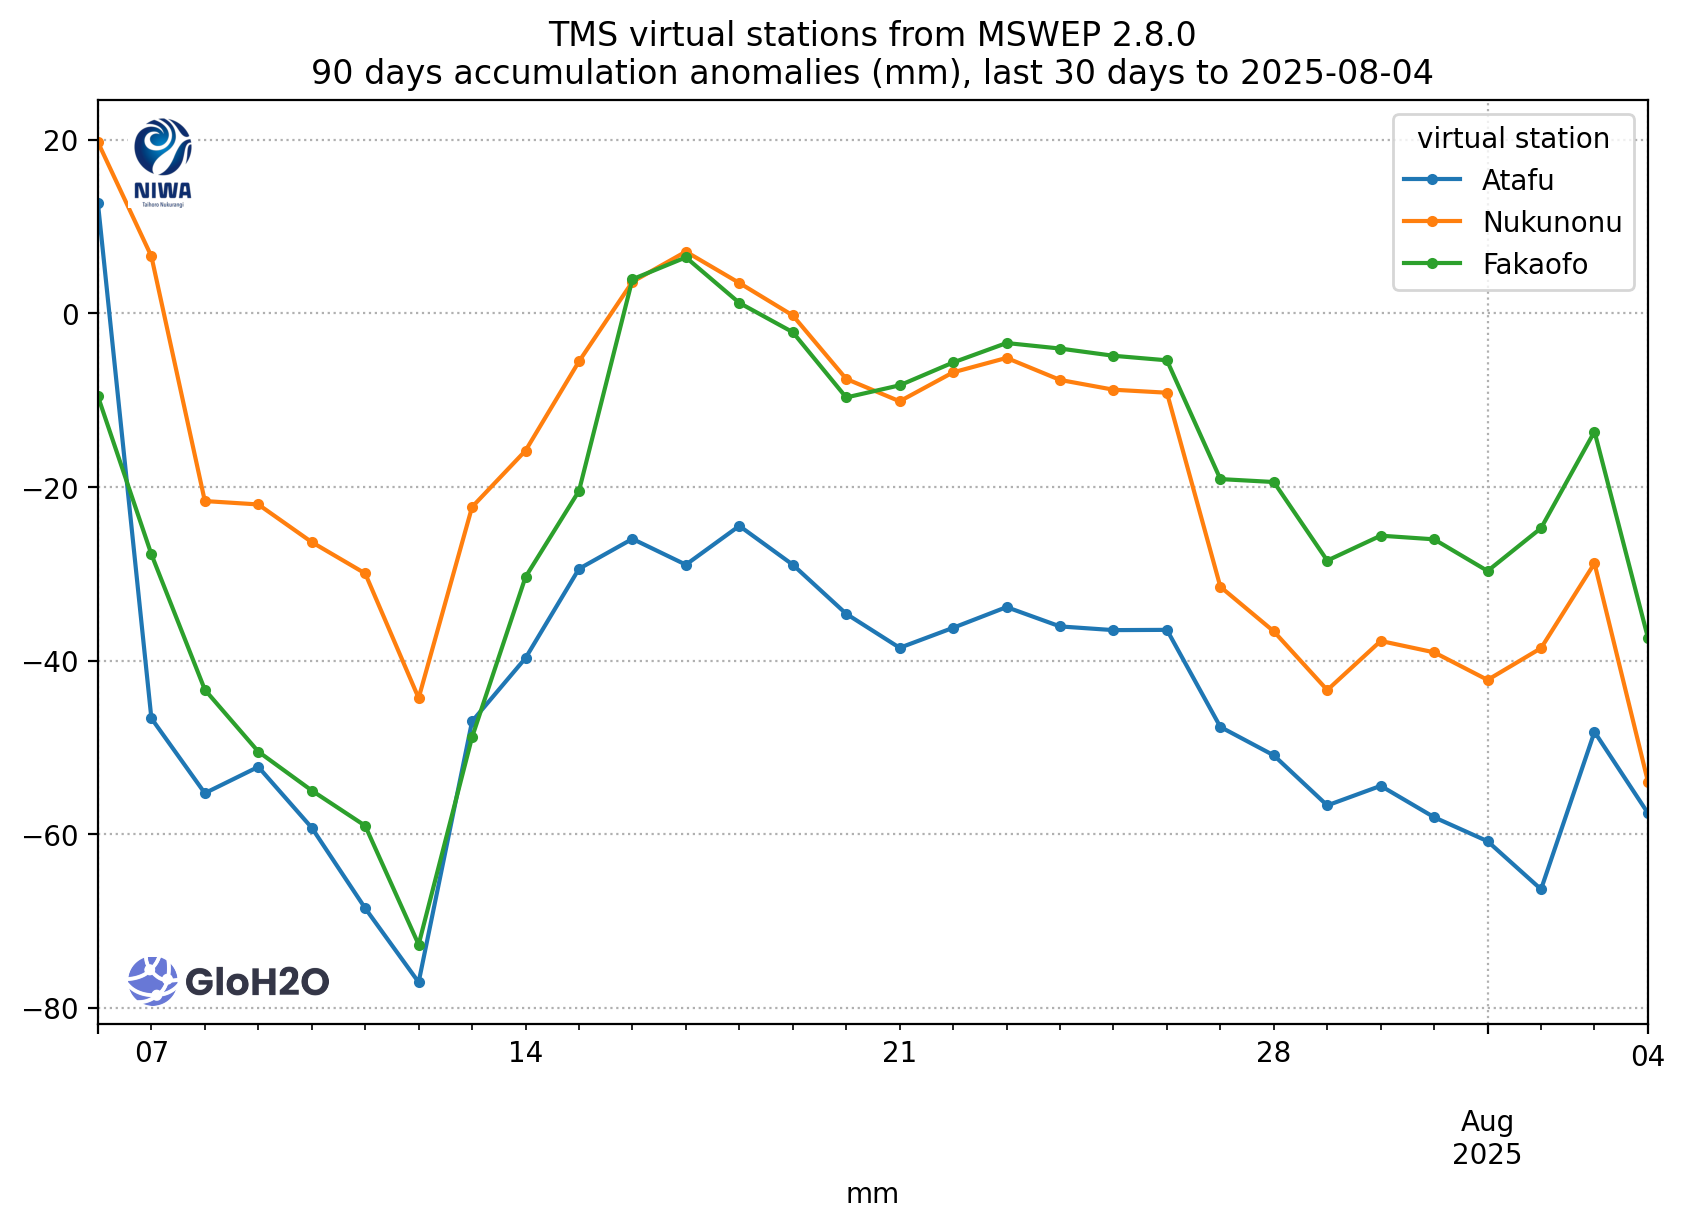 TMS virtual stations from MSWEP 2.8.0
90 days accumulation anomalies (mm), last 30 days to 2025-08-04
NIWA
Taihoro Nukurangi
virtual station
Atafu
Nukunonu
Fakaofo
20
0
−20
−40
−60
−80
GloH2O
07
14
21
28
04
Aug
2025
mm